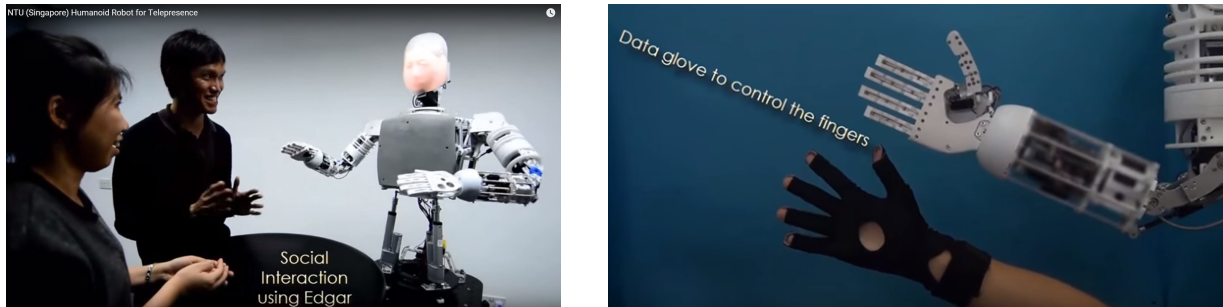 NTU (Singapore) Humanoid Robot for Telepresence
Social
Interaction
using Edgar
Data glove to control the fingers